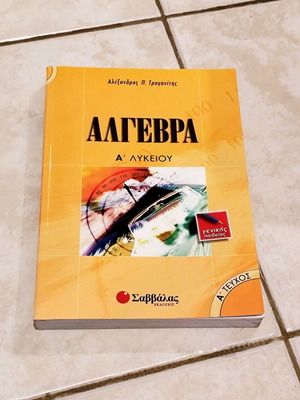 Αλέξανδρος Π. Τραγανίτης
ΑΛΓΕΒΡΑ
Α΄ ΛΥΚΕΙΟΥ
γενικής
παιδείας
Α΄ ΤΕΥΧΟΣ
Σαββάλας
ΕΚΔΟΣΕΙΣ